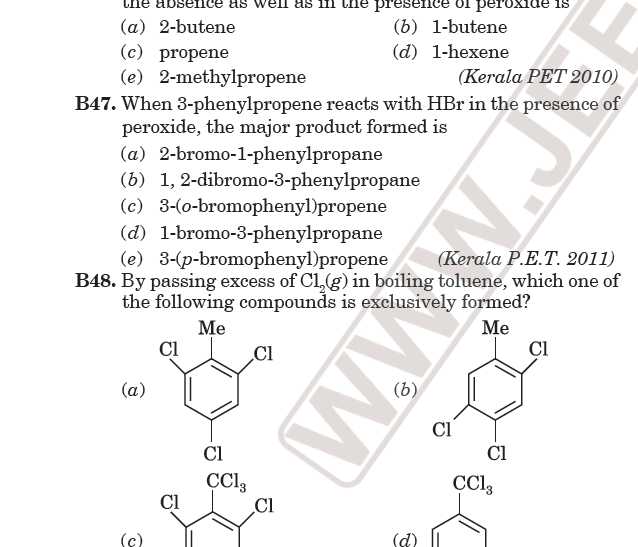 the absence as well as in the presence of peroxide is
(a) 2-butene (b) 1-butene
(c) propene (d) 1-hexene
(e) 2-methylpropene (Kerala PET 2010)
B47. When 3-phenylpropene reacts with HBr in the presence of
peroxide, the major product formed is
(a) 2-bromo-1-phenylpropane
(b) 1, 2-dibromo-3-phenylpropane
(c) 3-(o-bromophenyl)propene
(d) 1-bromo-3-phenylpropane
(e) 3-(p-bromophenyl)propene (Kerala P.E.T. 2011)
B48. By passing excess of Cl₂(g) in boiling toluene, which one of
the following compounds is exclusively formed?
Me Me
Cl Cl Cl
(a) (b)
Cl
Cl Cl
CCl₃ CCl₃
Cl Cl
(c) (d)
WWW.JEE